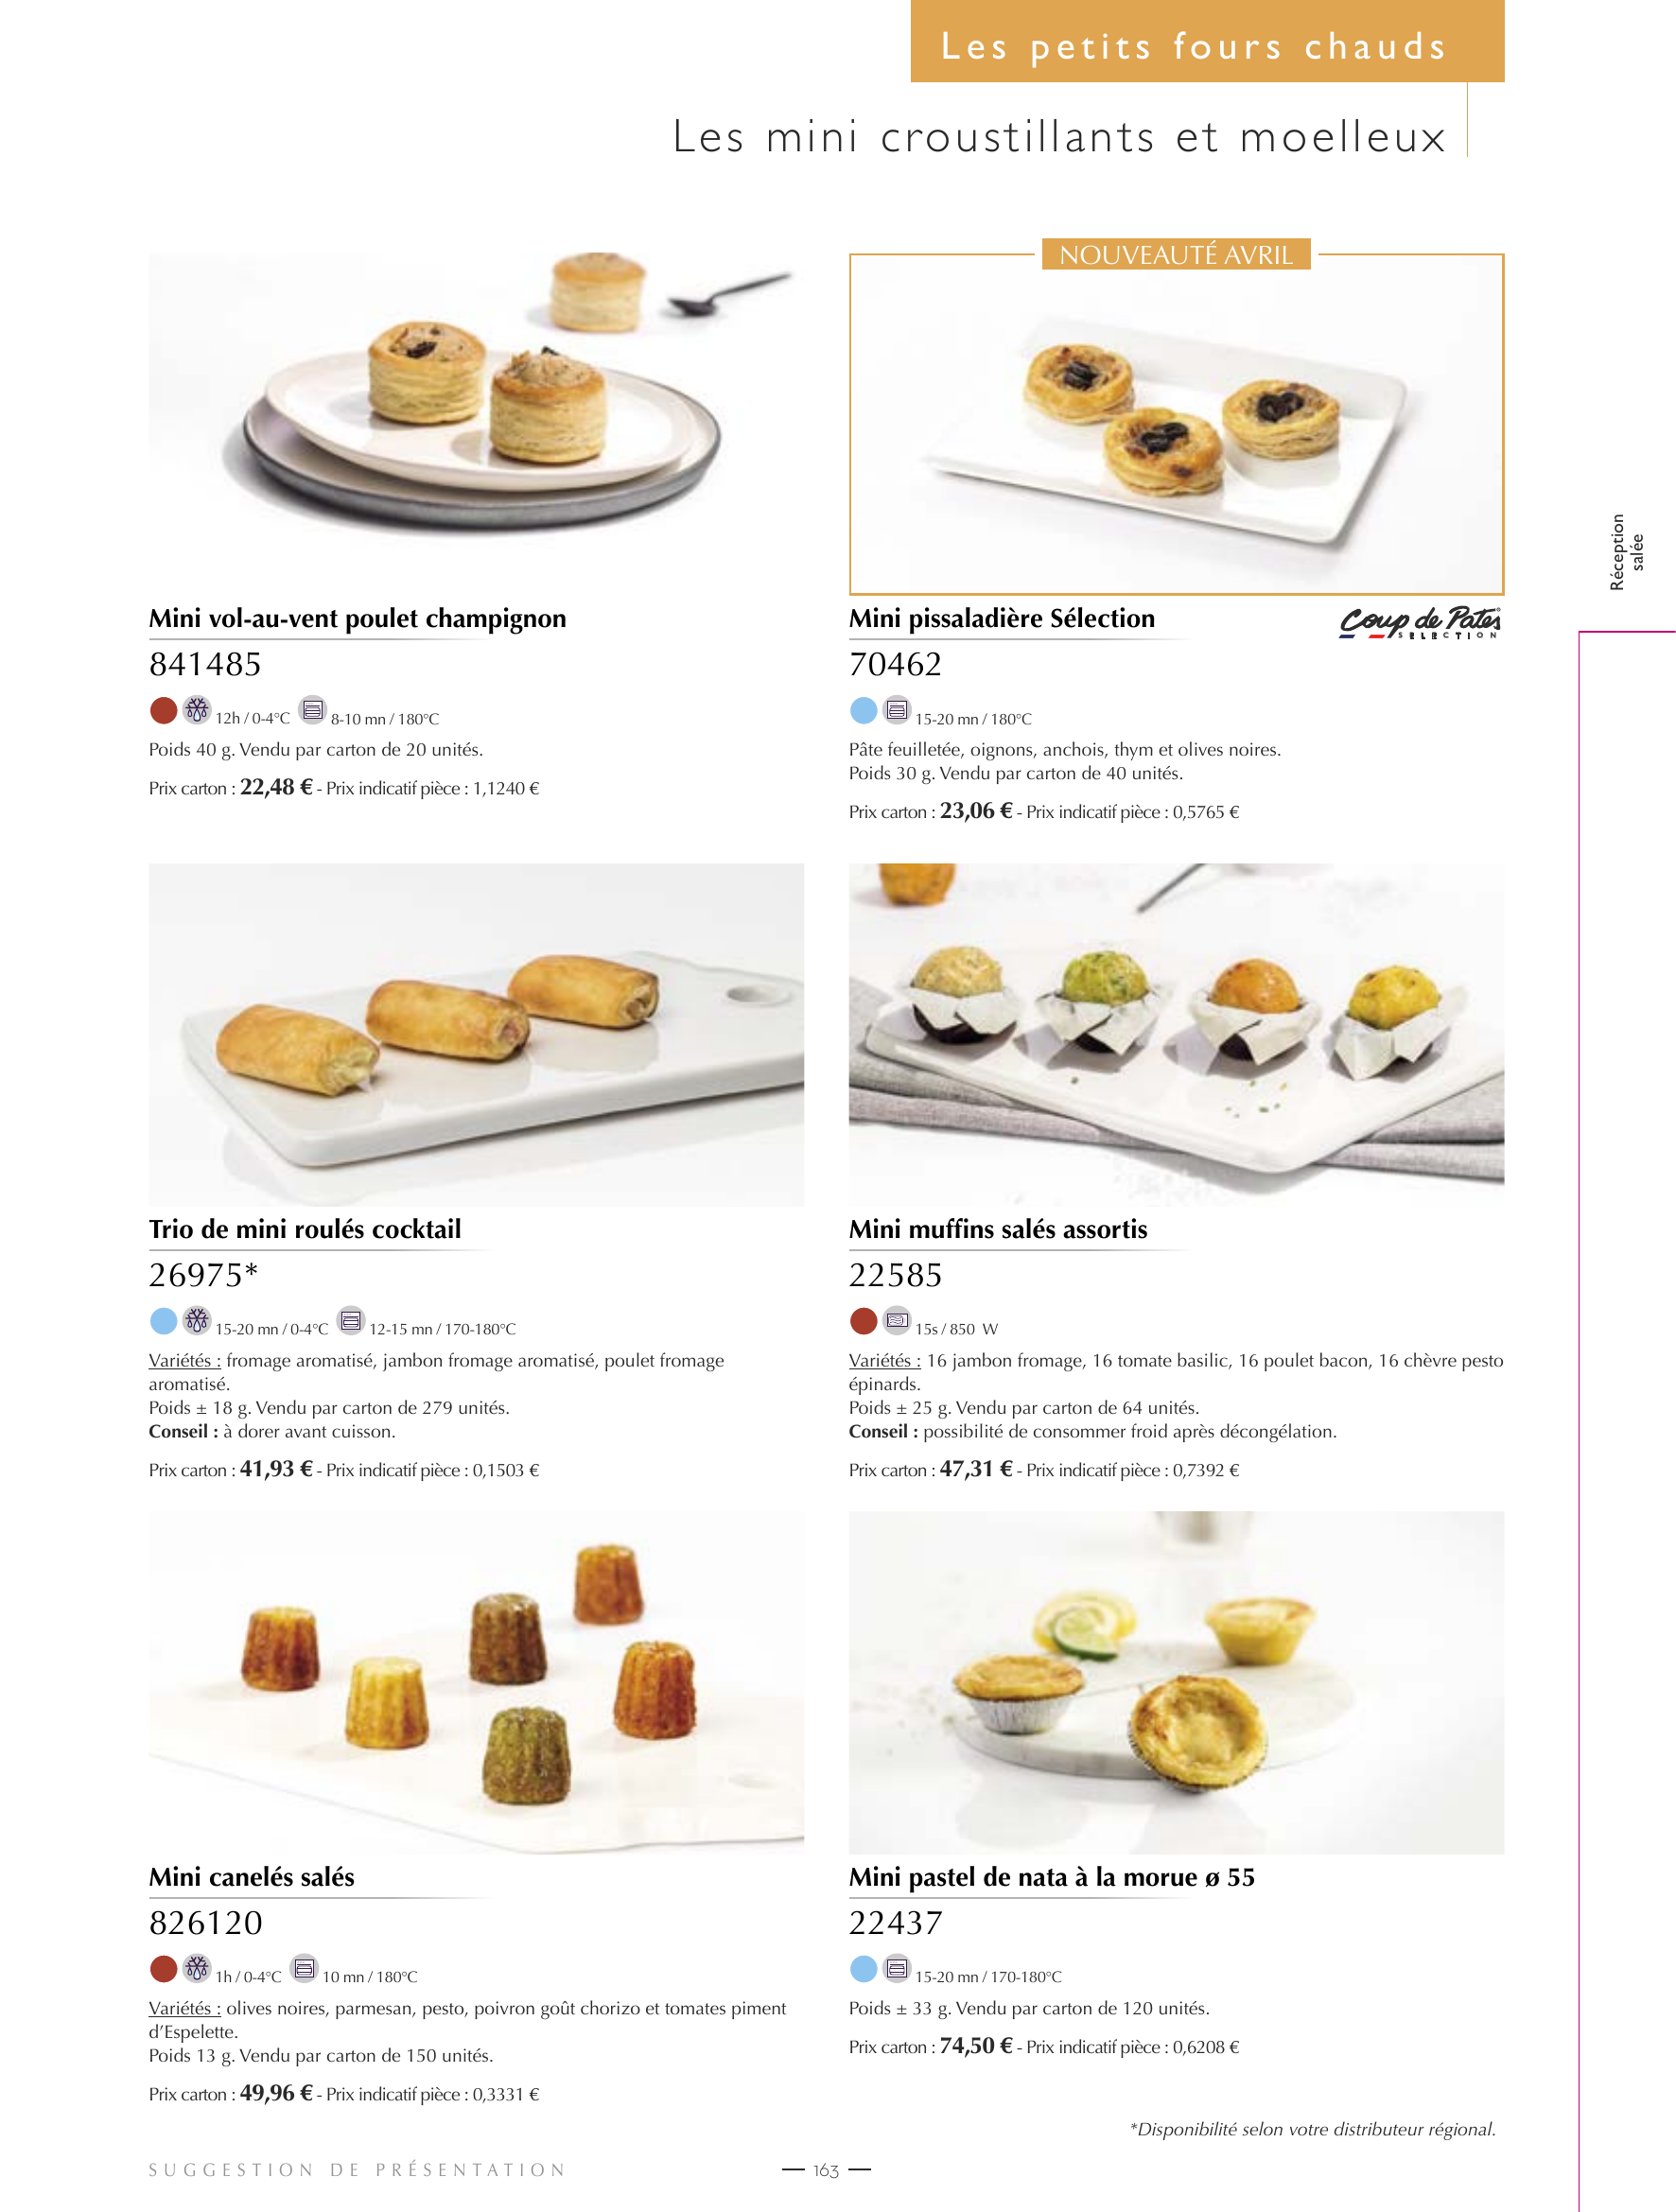 Les petits fours chauds
Les mini croustillants et moelleux
NOUVEAUTÉ AVRIL
Réception
salée
Mini vol-au-vent poulet champignon
841485
12h / 0-4°C 8-10 mn / 180°C
Poids 40 g. Vendu par carton de 20 unités.
Prix carton : 22,48 € - Prix indicatif pièce : 1,1240 €
Mini pissaladière Sélection
Coup de Pates
SELECTION
70462
15-20 mn / 180°C
Pâte feuilletée, oignons, anchois, thym et olives noires.
Poids 30 g. Vendu par carton de 40 unités.
Prix carton : 23,06 € - Prix indicatif pièce : 0,5765 €
Trio de mini roulés cocktail
26975*
15-20 mn / 0-4°C 12-15 mn / 170-180°C
Variétés : fromage aromatisé, jambon fromage aromatisé, poulet fromage
aromatisé.
Poids ± 18 g. Vendu par carton de 279 unités.
Conseil : à dorer avant cuisson.
Prix carton : 41,93 € - Prix indicatif pièce : 0,1503 €
Mini muffins salés assortis
22585
15s / 850 W
Variétés : 16 jambon fromage, 16 tomate basilic, 16 poulet bacon, 16 chèvre pesto
épinards.
Poids ± 25 g. Vendu par carton de 64 unités.
Conseil : possibilité de consommer froid après décongélation.
Prix carton : 47,31 € - Prix indicatif pièce : 0,7392 €
Mini canelés salés
826120
1h / 0-4°C 10 mn / 180°C
Variétés : olives noires, parmesan, pesto, poivron goût chorizo et tomates piment
d'Espelette.
Poids 13 g. Vendu par carton de 150 unités.
Prix carton : 49,96 € - Prix indicatif pièce : 0,3331 €
Mini pastel de nata à la morue ø 55
22437
15-20 mn / 170-180°C
Poids ± 33 g. Vendu par carton de 120 unités.
Prix carton : 74,50 € - Prix indicatif pièce : 0,6208 €
*Disponibilité selon votre distributeur régional.
SUGGESTION DE PRÉSENTATION
— 163 —